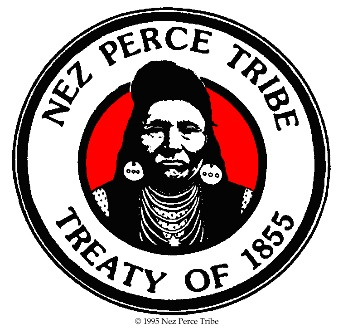 NEZ PERCE TRIBE
TREATY OF 1855
© 1995 Nez Perce Tribe